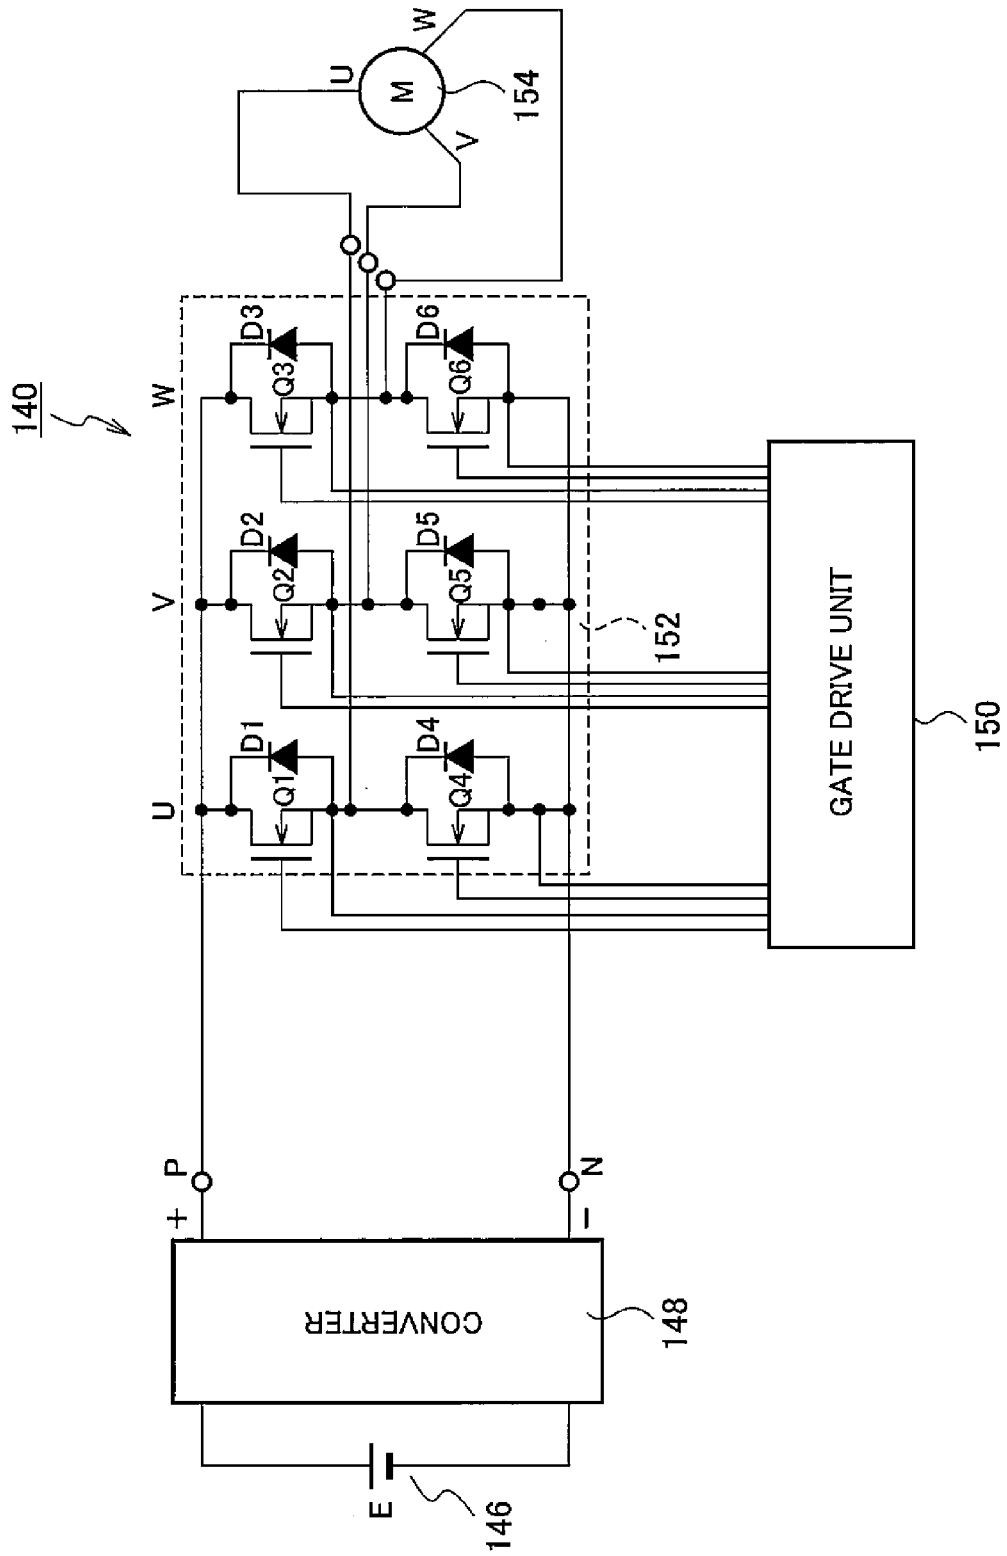 140
U
V
W
D1
D2
D3
Q1
Q2
Q3
D4
D5
D6
Q4
Q5
Q6
U
V
W
M
154
152
P
+
N
−
CONVERTER
148
E
146
GATE DRIVE UNIT
150